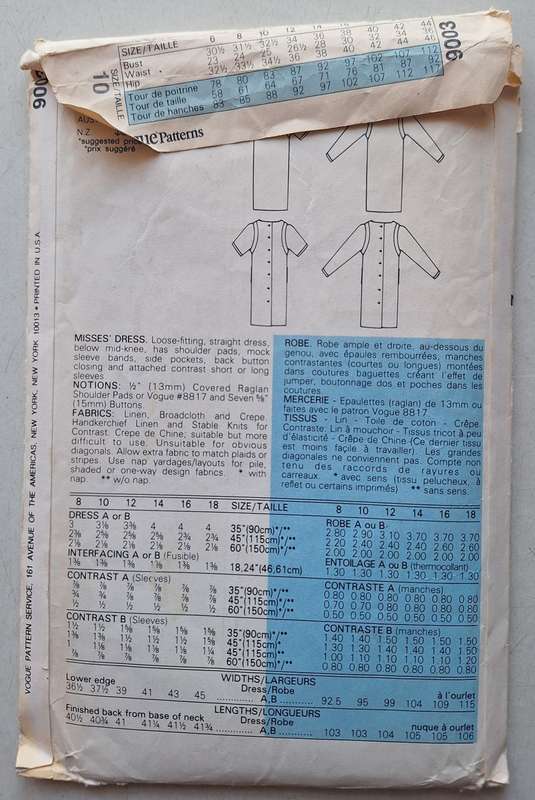 SIZE/TAILLE 6 8 10 12 14 16 18 20 22
Bust 30½ 31½ 32½ 34 36 38 40 42 44
Waist 23 24 25 26½ 28 30
Hip 32½ 33½ 34½ 36 38 40 42 44 46
Tour de poitrine 78 80 83 87 92 97 102 107 112
Tour de taille 58 61 64 67 71 76 81 87 92
Tour de hanches 83 85 88 92 97 102 107 112
9003
SIZE/TAILLE
10
N.Z.
*suggested
*prix suggéré
Patterns
VOGUE PATTERN SERVICE. 161 AVENUE OF THE AMERICAS, NEW YORK, NEW YORK 10013 • PRINTED IN U.S.A.
MISSES' DRESS. Loose-fitting, straight dress,
below mid-knee, has shoulder pads, mock
sleeve bands, side pockets, back button
closing and attached contrast short or long
sleeves.
NOTIONS: ½" (13mm) Covered Raglan
Shoulder Pads or Vogue #8817 and Seven ⅝"
(15mm) Buttons.
FABRICS: Linen, Broadcloth and Crepe.
Handkerchief Linen and Stable Knits for
Contrast. Crepe de Chine; suitable but more
difficult to use. Unsuitable for obvious
diagonals. Allow extra fabric to match plaids or
stripes. Use nap yardages/layouts for pile,
shaded or one-way design fabrics. * with
nap. ** w/o nap.
ROBE. Robe ample et droite, au-dessous du
genou, avec épaules rembourrées, manches
contrastantes (courtes ou longues) montées
dans coutures baguettes créant l'effet de
jumper, boutonnage dos et poches dans les
coutures.
MERCERIE - Epaulettes (raglan) de 13mm ou
faites avec le patron Vogue 8817.
TISSUS - Lin - Toile de coton - Crêpe.
Contraste: Lin à mouchoir - Tissus tricot à peu
d'élasticité - Crêpe de Chine (Ce dernier tissu
est moins facile à travailler). Les grandes
diagonales ne conviennent pas. Compte non
tenu des raccords de rayures ou
carreaux. * avec sens (tissu pelucheux, à
reflet ou certains imprimés) ** sans sens.
8 10 12 14 16 18 SIZE/TAILLE 8 10 12 14 16 18
DRESS A or B ROBE A ou B
3 3⅛ 3⅜ 4 4 4 35"(90cm)*/** 2.80 2.90 3.10 3.70 3.70 3.70
2⅜ 2⅝ 2⅝ 2⅝ 2¾ 2¾ 45"(115cm)*/** 2.20 2.40 2.40 2.40 2.60 2.60
2⅛ 2⅛ 2⅛ 2⅛ 2⅛ 2⅛ 60"(150cm)*/** 2.00 2.00 2.00 2.00 2.00 2.00
INTERFACING A or B (Fusible) ENTOILAGE A ou B (thermocollant)
1⅜ 1⅜ 1⅜ 1⅜ 1⅜ 1⅜ 18,24"(46,61cm) 1.30 1.30 1.30 1.30 1.30 1.30
CONTRAST A (Sleeves) CONTRASTE A (manches)
⅞ ⅞ ⅞ ⅞ ⅞ ⅞ 35"(90cm)*/** 0.80 0.80 0.80 0.80 0.80 0.80
¾ ¾ ⅞ ⅞ ⅞ ⅞ 45"(115cm)*/** 0.70 0.70 0.80 0.80 0.80 0.80
½ ½ ½ ½ ½ ½ 60"(150cm)*/** 0.50 0.50 0.50 0.50 0.50 0.50
CONTRAST B (Sleeves) CONTRASTE B (manches)
1½ 1½ 1⅝ 1⅝ 1⅝ 1⅝ 35"(90cm)*/** 1.40 1.40 1.50 1.50 1.50 1.50
1⅜ 1⅜ 1½ 1½ 1½ 1⅝ 45"(115cm)* 1.30 1.30 1.40 1.40 1.40 1.50
45"(115cm)** 1.00 1.10 1.10 1.10 1.10 1.20
⅞ ⅞ ⅞ ⅞ ⅞ ⅞ 60"(150cm)*/** 0.80 0.80 0.80 0.80 0.80 0.80
WIDTHS/LARGEURS
Lower edge Dress/Robe à l'ourlet
36½ 37½ 39 41 43 45 A,B 92.5 95 99 104 109 115
LENGTHS/LONGUEURS
Finished back from base of neck Dress/Robe nuque à ourlet
40½ 40¾ 41 41¼ 41½ 41¾ A,B 103 103 104 105 105 106